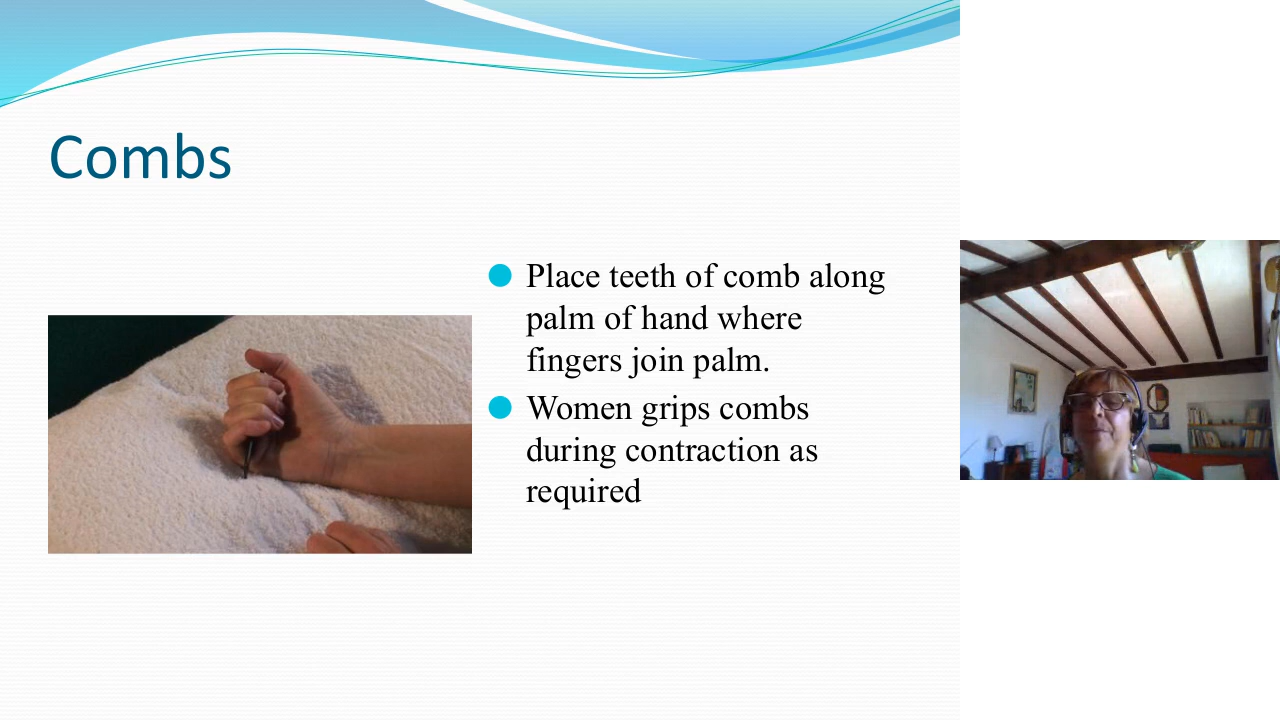 Combs
Place teeth of comb along
palm of hand where
fingers join palm.
Women grips combs
during contraction as
required